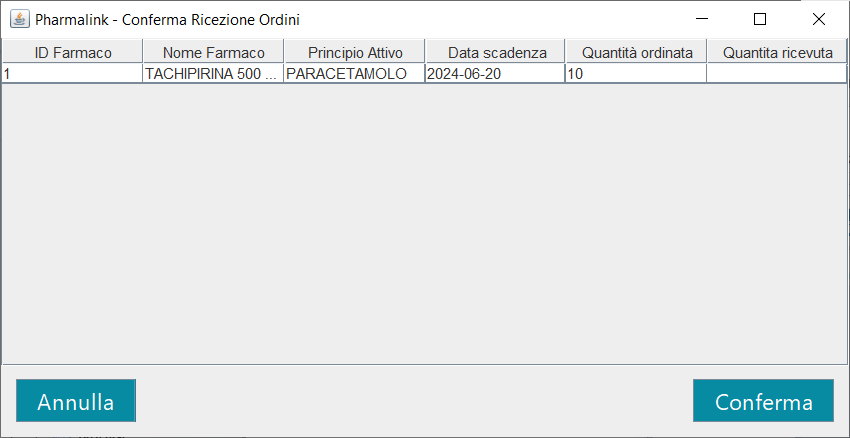 Pharmalink - Conferma Ricezione Ordini
ID Farmaco Nome Farmaco Principio Attivo Data scadenza Quantità ordinata Quantita ricevuta
1 TACHIPIRINA 500 ... PARACETAMOLO 2024-06-20 10
Annulla Conferma